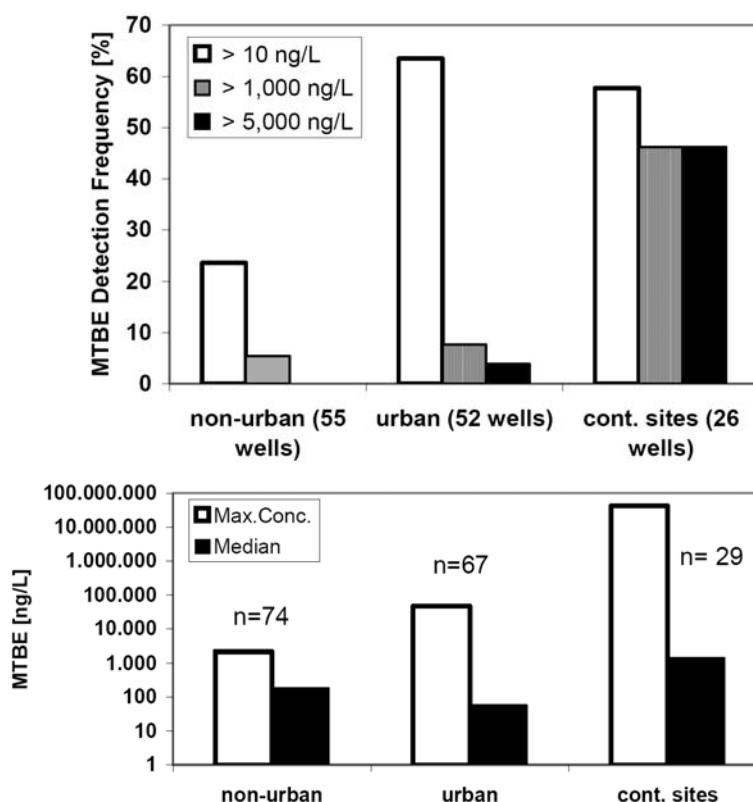 70
60
50
40
30
20
10
0
MTBE Detection Frequency [%]
> 10 ng/L
> 1,000 ng/L
> 5,000 ng/L
non-urban (55
wells)
urban (52 wells)
cont. sites (26
wells)
100.000.000
10.000.000
1.000.000
100.000
10.000
1.000
100
10
1
MTBE [ng/L]
Max.Conc.
Median
n=74
n=67
n= 29
non-urban
urban
cont. sites